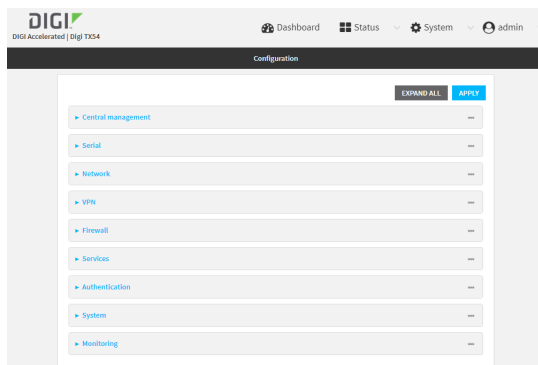 DIGI
DIGI Accelerated | Digi TX54
Dashboard Status System admin
Configuration
EXPAND ALL APPLY
Central management
Serial
Network
VPN
Firewall
Services
Authentication
System
Monitoring